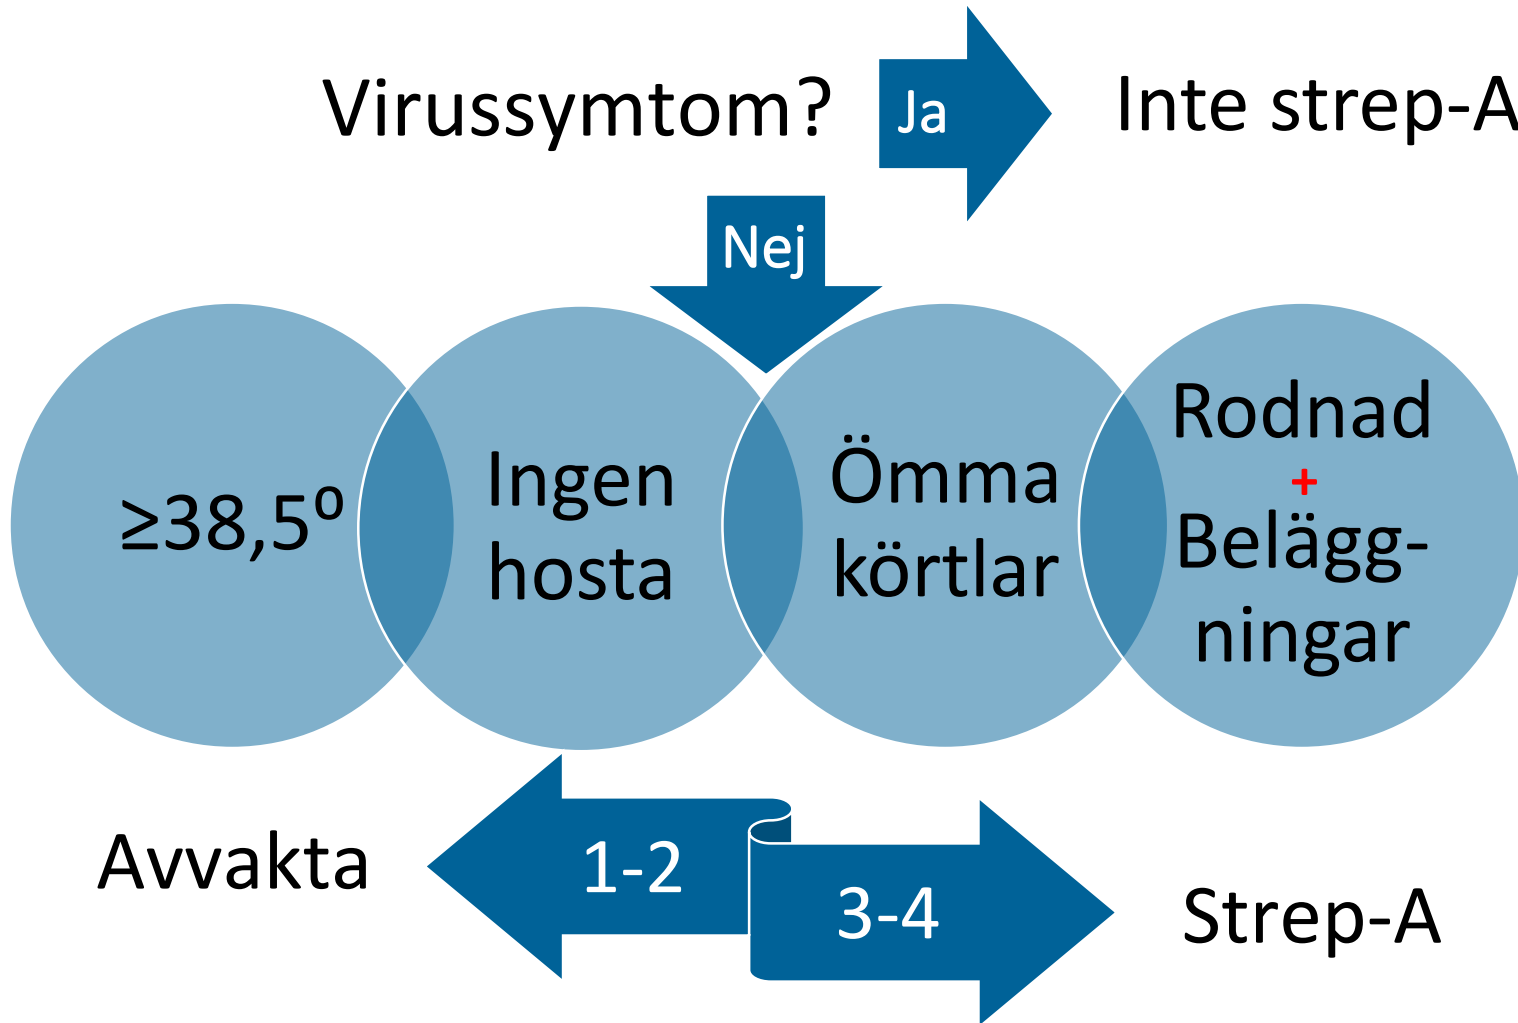 Virussymtom?
Ja
Inte strep-A
Nej
≥38,5⁰
Ingen
hosta
Ömma
körtlar
Rodnad
+
Belägg-
ningar
Avvakta
1-2
3-4
Strep-A